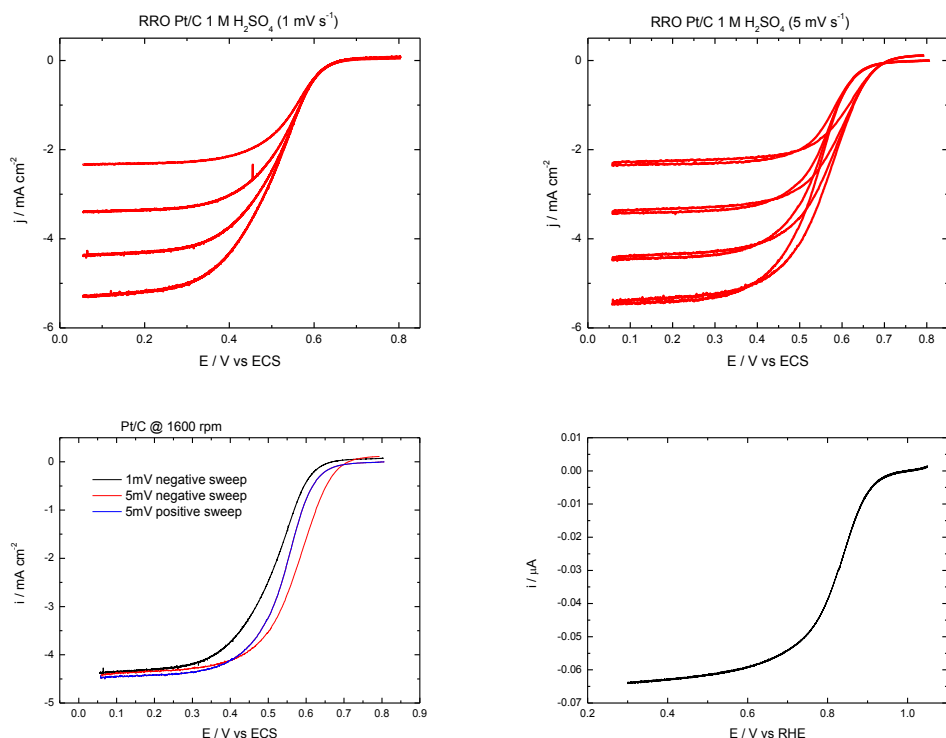 RRO Pt/C 1 M H₂SO₄ (1 mV s⁻¹)
0
-2
-4
-6
j / mA cm⁻²
0.0 0.2 0.4 0.6 0.8
E / V vs ECS
RRO Pt/C 1 M H₂SO₄ (5 mV s⁻¹)
0
-2
-4
-6
j / mA cm⁻²
0.0 0.1 0.2 0.3 0.4 0.5 0.6 0.7 0.8
E / V vs ECS
Pt/C @ 1600 rpm
1mV negative sweep
5mV negative sweep
5mV positive sweep
0
-1
-2
-3
-4
-5
i / mA cm⁻²
0.0 0.1 0.2 0.3 0.4 0.5 0.6 0.7 0.8 0.9
E / V vs ECS
0.01
0.00
-0.01
-0.02
-0.03
-0.04
-0.05
-0.06
-0.07
i / µA
0.2 0.4 0.6 0.8 1.0
E / V vs RHE